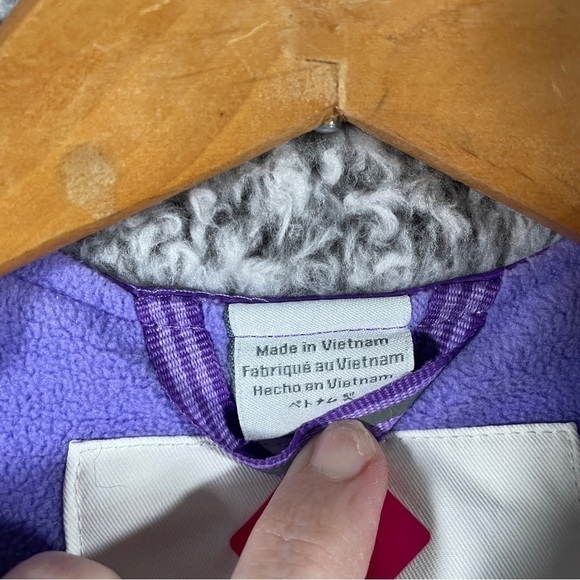 Made in Vietnam
Fabriqué au Vietnam
Hecho en Vietnam
ベトナム製